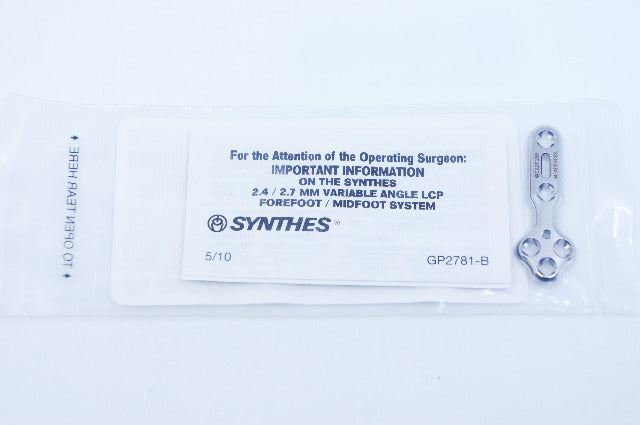 For the Attention of the Operating Surgeon:
IMPORTANT INFORMATION
ON THE SYNTHES
2.4 / 2.7 MM VARIABLE ANGLE LCP
FOREFOOT / MIDFOOT SYSTEM
SYNTHES®
5/10
GP2781-B
TO OPEN TEAR HERE